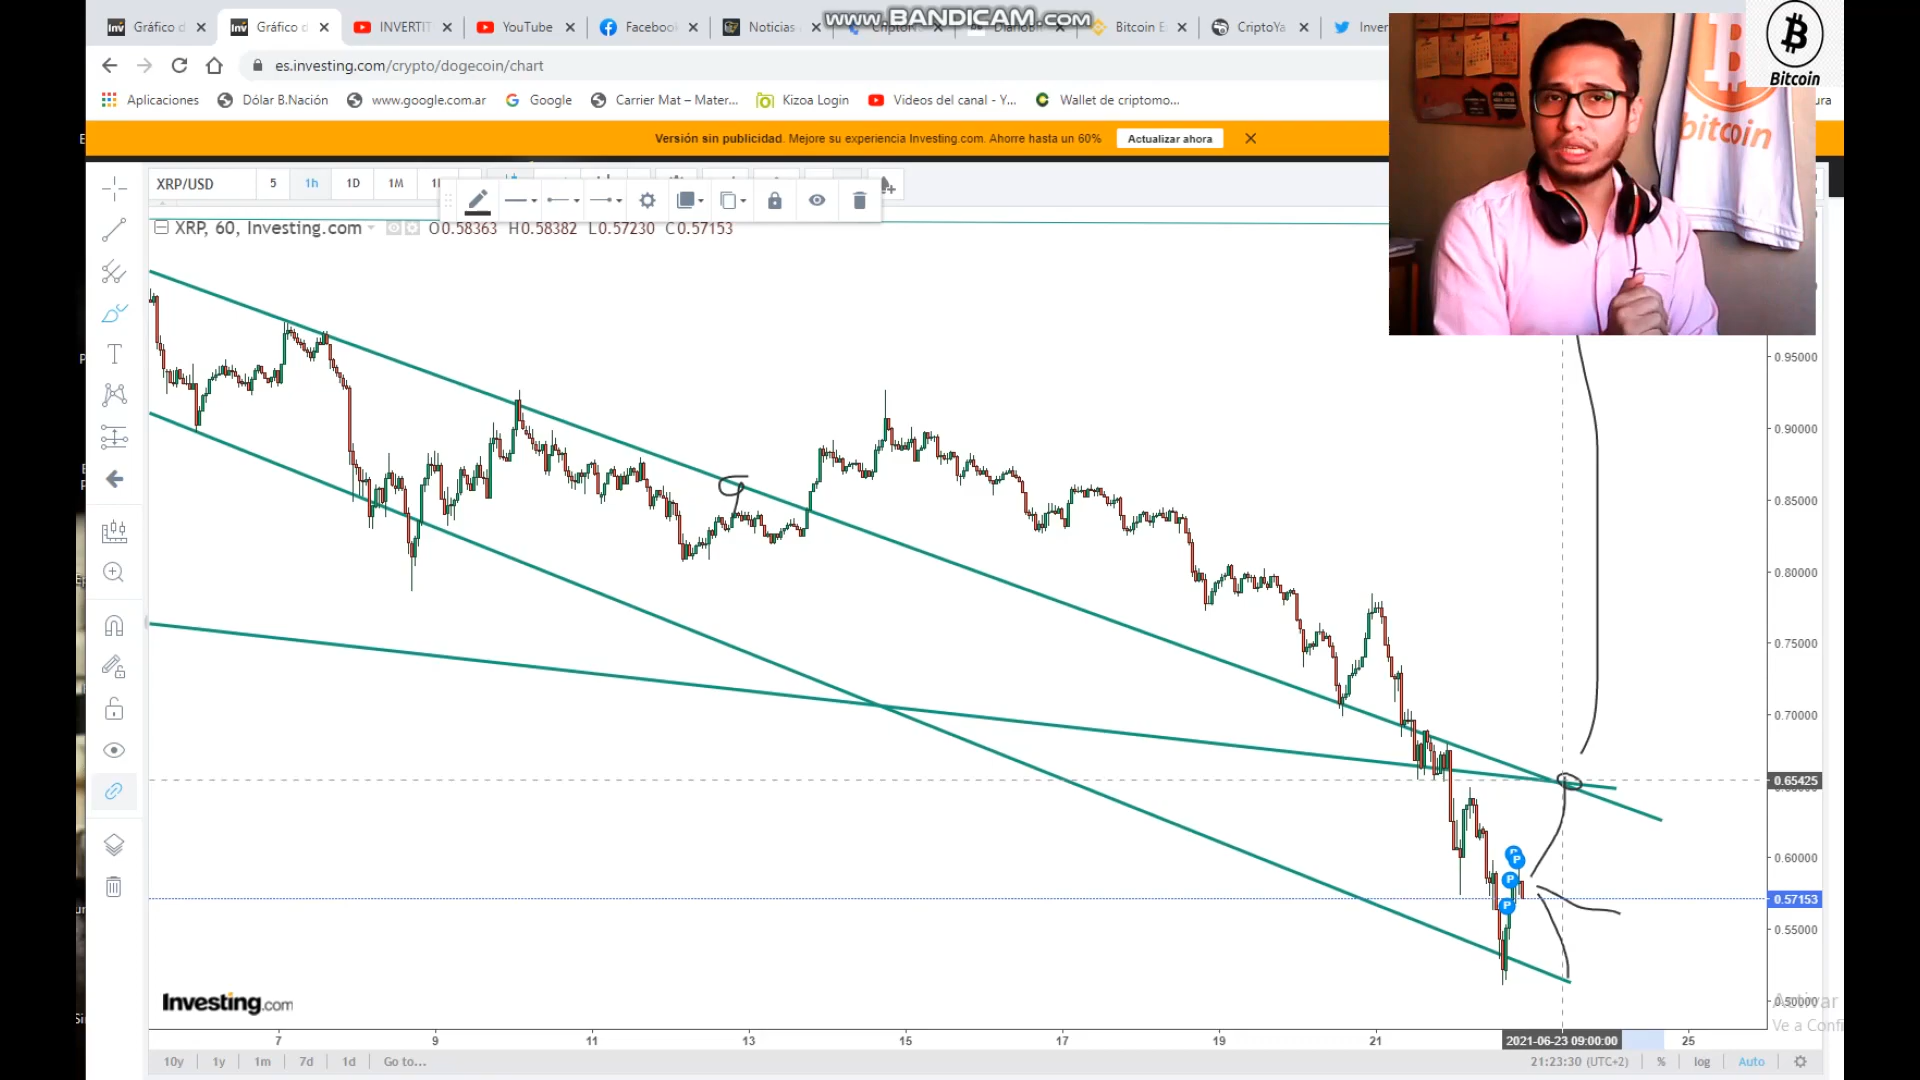 www.BANDICAM.com
Gráfico d
Gráfico d
INVERTI
YouTube
Facebook
Noticias
Bitcoin E
CriptoYa
Inver
es.investing.com/crypto/dogecoin/chart
Bitcoin
Aplicaciones
Dólar B.Nación
www.google.com.ar
Google
Carrier Mat – Mater...
Kizoa Login
Videos del canal - Y...
Wallet de criptomo...
ura
bitcoin
Versión sin publicidad. Mejore su experiencia Investing.com. Ahorre hasta un 60%
Actualizar ahora
XRP/USD
5
1h
1D
1M
XRP, 60, Investing.com
O0.58363 H0.58382 L0.57230 C0.57153
0.95000
0.90000
0.85000
0.80000
0.75000
0.70000
0.65425
0.60000
0.57153
0.55000
Investing.com
Activar
Ve a Confi
7
9
11
13
15
17
19
21
2021-06-23 09:00:00
25
10y
1y
1m
7d
1d
Go to...
21:23:30 (UTC+2)
%
log
Auto